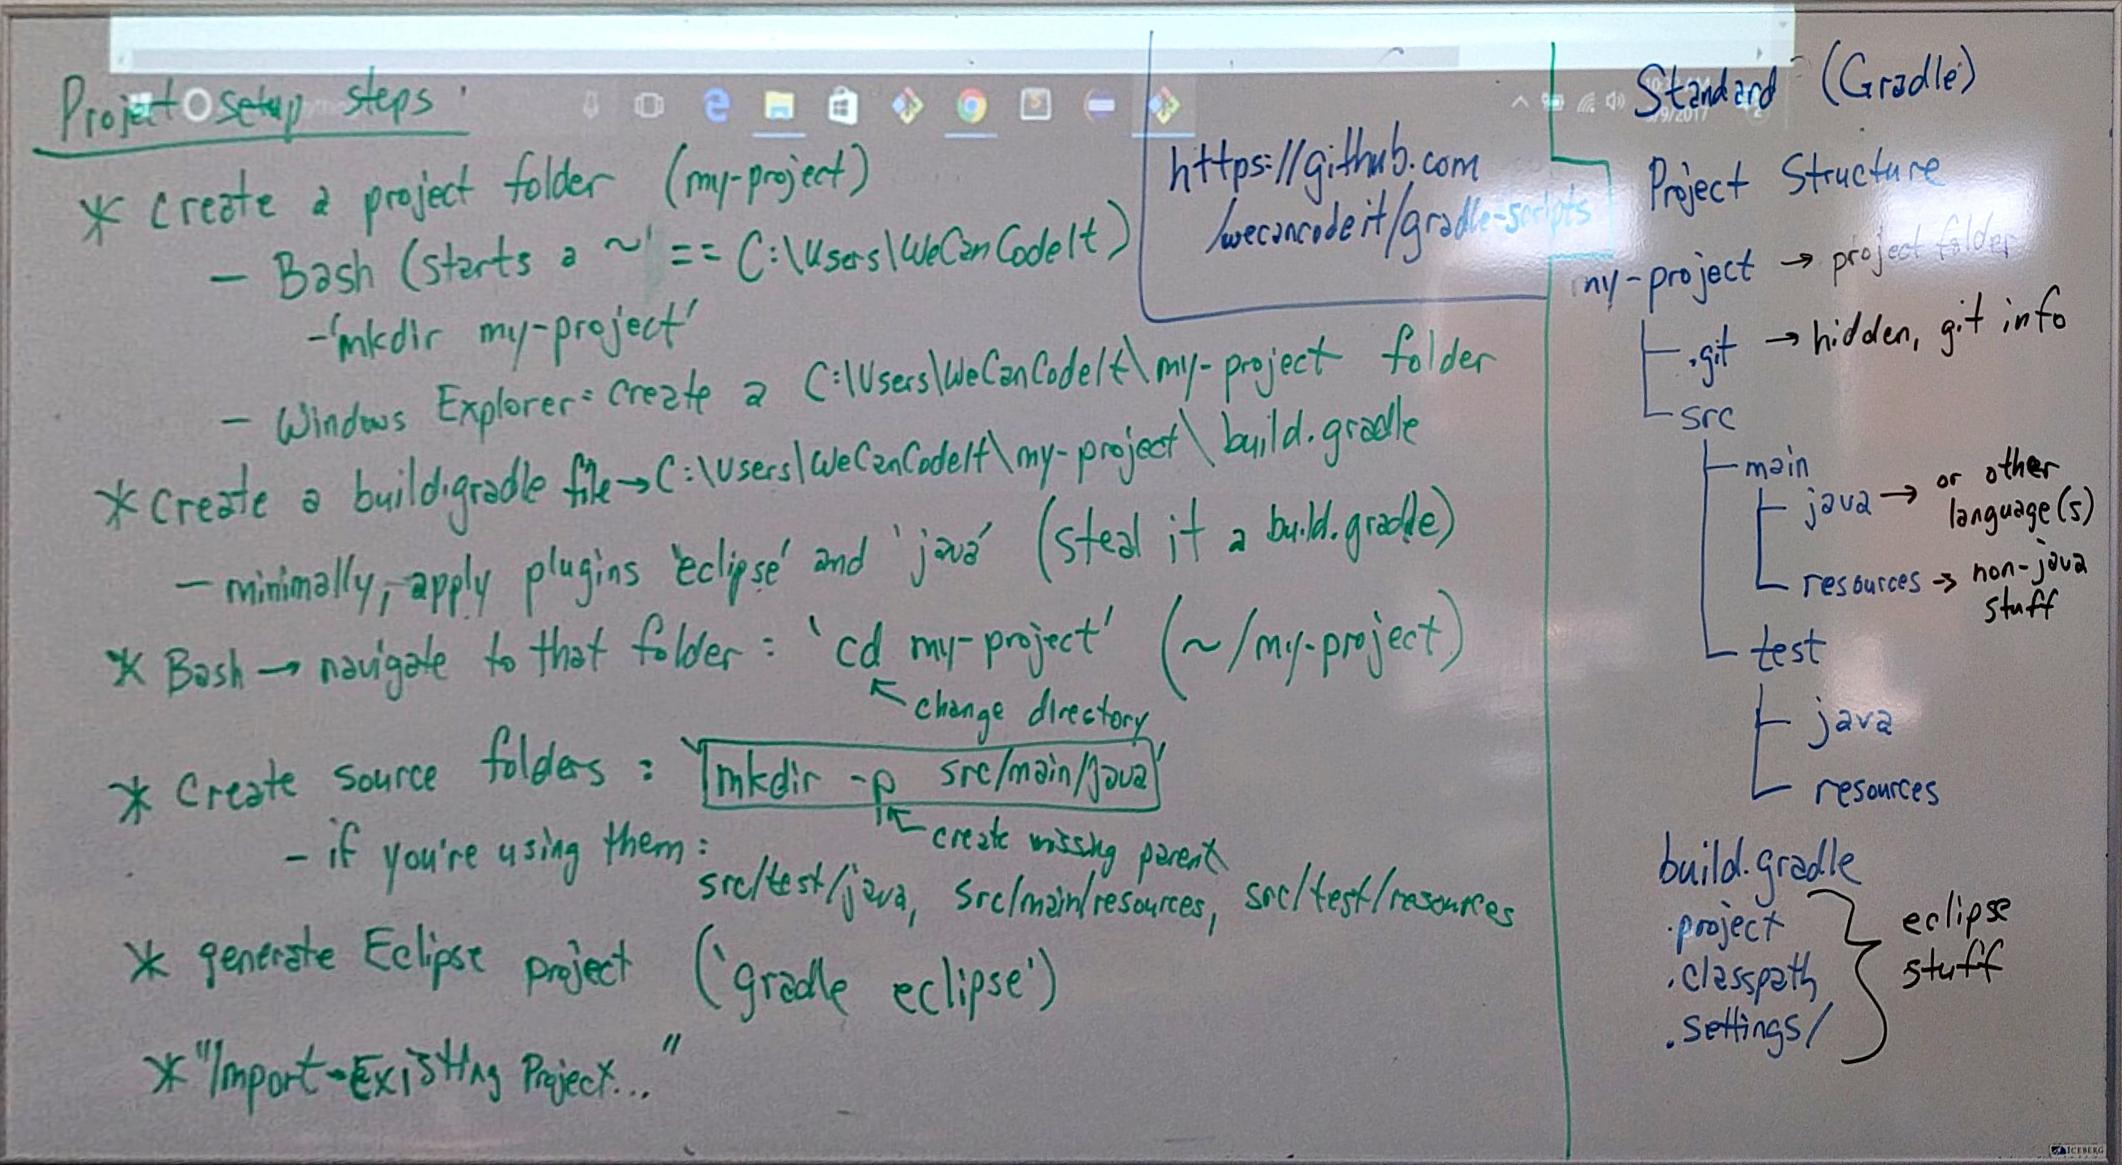 Project setup steps
* create a project folder (my-project)
- Bash (starts a ~' == C:\Users\WeCanCodeIt)
-'mkdir my-project'
- Windows Explorer: create a C:\Users\WeCanCodeIt\my-project folder
* create a build.gradle file → C:\Users\WeCanCodeIt\my-project\build.gradle
- minimally, apply plugins 'eclipse' and 'java' (steal it a build.gradle)
* Bash → navigate to that folder: 'cd my-project' (~/my-project)
↖ change directory
* Create source folders: 'mkdir -p src/main/java'
↖ create missing parent
- if you're using them:
src/test/java, src/main/resources, src/test/resources
* generate Eclipse project ('gradle eclipse')
* "Import-Existing Project..."
https://github.com
/wecancodeit/gradle-scripts
Standard (Gradle)
Project Structure
my-project → project folder
.git → hidden, git info
src
main
java → or other
language(s)
resources → non-java
stuff
test
java
resources
build.gradle
.project
.classpath
.settings/
eclipse
stuff
ICEBERG